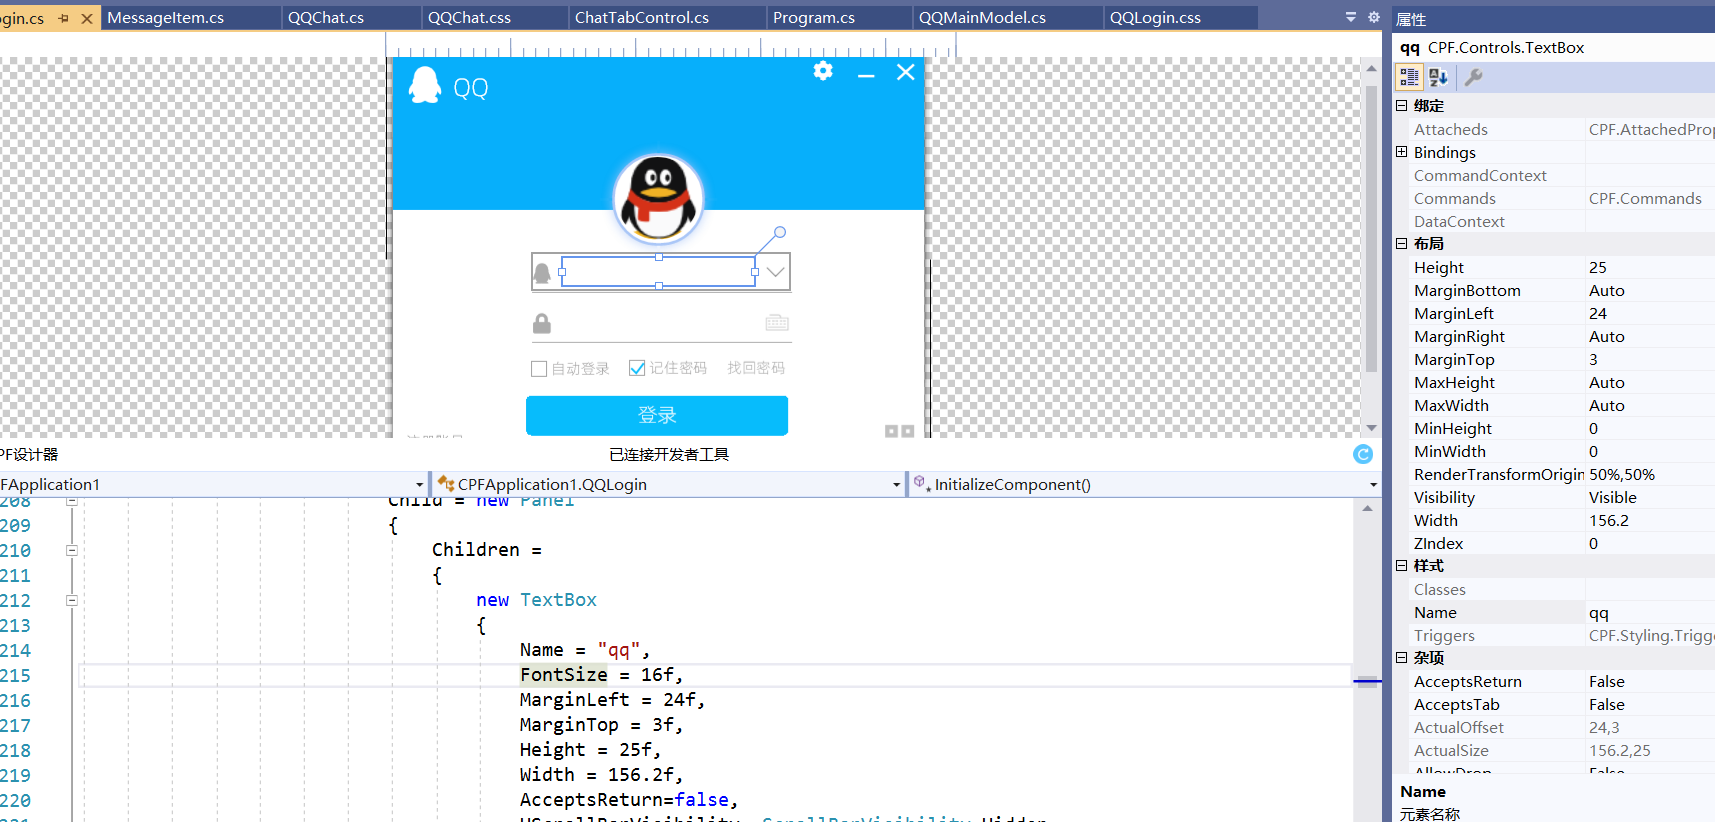 gin.cs
MessageItem.cs
QQChat.cs
QQChat.css
ChatTabControl.cs
Program.cs
QQMainModel.cs
QQLogin.css
QQ
自动登录
记住密码
找回密码
登录
PF设计器
已连接开发者工具
FApplication1
CPFApplication1.QQLogin
InitializeComponent()
208 Child = new Panel
209 {
210 Children =
211 {
212 new TextBox
213 {
214 Name = "qq",
215 FontSize = 16f,
216 MarginLeft = 24f,
217 MarginTop = 3f,
218 Height = 25f,
219 Width = 156.2f,
220 AcceptsReturn=false,
属性
qq CPF.Controls.TextBox
绑定
Attacheds CPF.AttachedProp
Bindings
CommandContext
Commands CPF.Commands
DataContext
布局
Height 25
MarginBottom Auto
MarginLeft 24
MarginRight Auto
MarginTop 3
MaxHeight Auto
MaxWidth Auto
MinHeight 0
MinWidth 0
RenderTransformOrigin 50%,50%
Visibility Visible
Width 156.2
ZIndex 0
样式
Classes
Name qq
Triggers CPF.Styling.Trigge
杂项
AcceptsReturn False
AcceptsTab False
ActualOffset 24,3
ActualSize 156.2,25
AllowDrop False
Name
元素名称